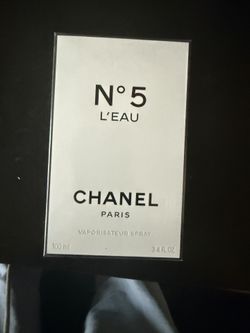 N°5
L'EAU
CHANEL
PARIS
VAPORISATEUR SPRAY
100 ml 3.4 FL. OZ.